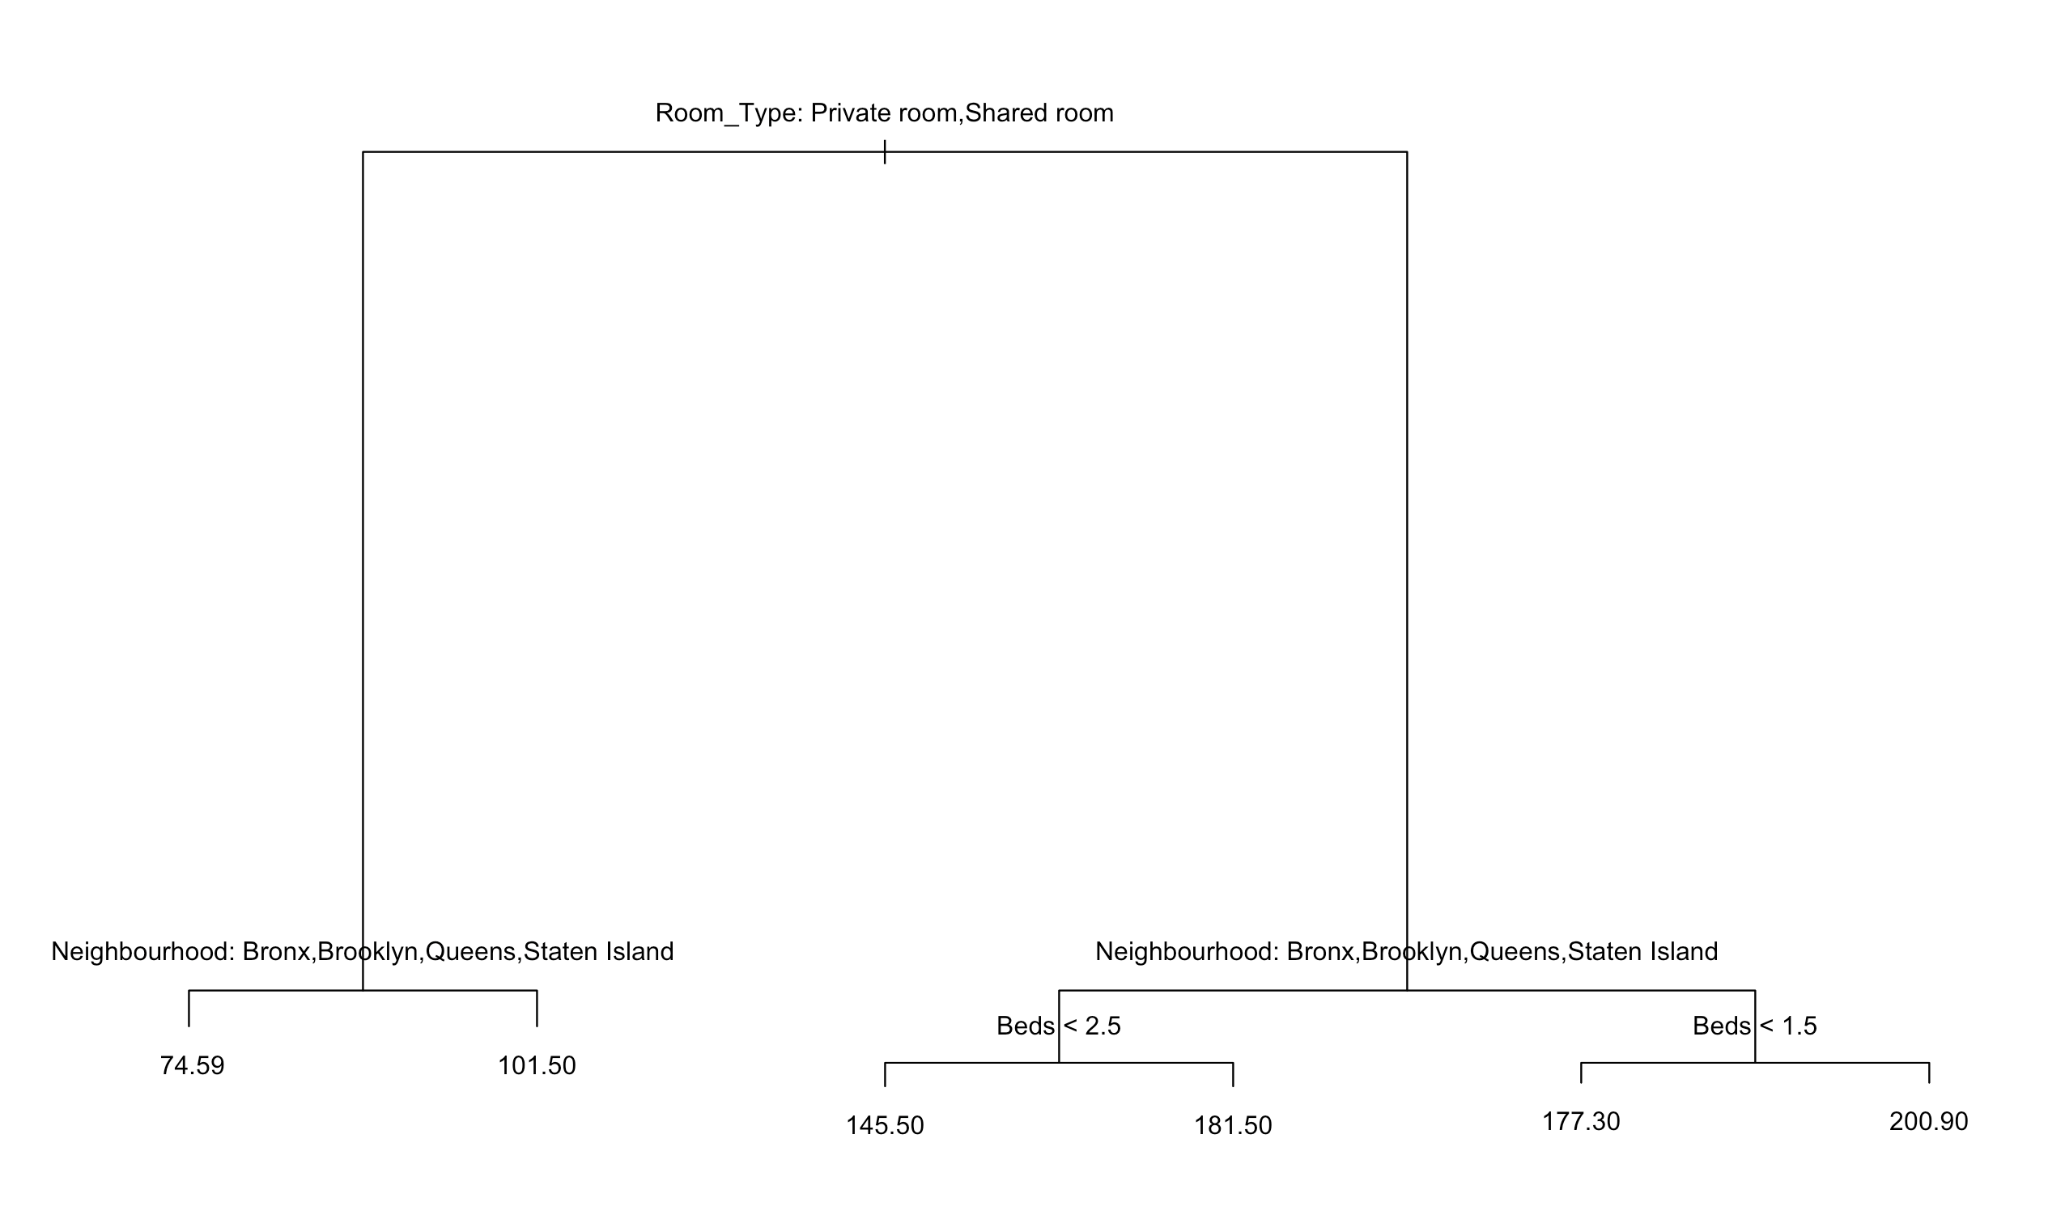 Room_Type: Private room,Shared room
Neighbourhood: Bronx,Brooklyn,Queens,Staten Island
Neighbourhood: Bronx,Brooklyn,Queens,Staten Island
Beds < 2.5
Beds < 1.5
74.59
101.50
145.50
181.50
177.30
200.90